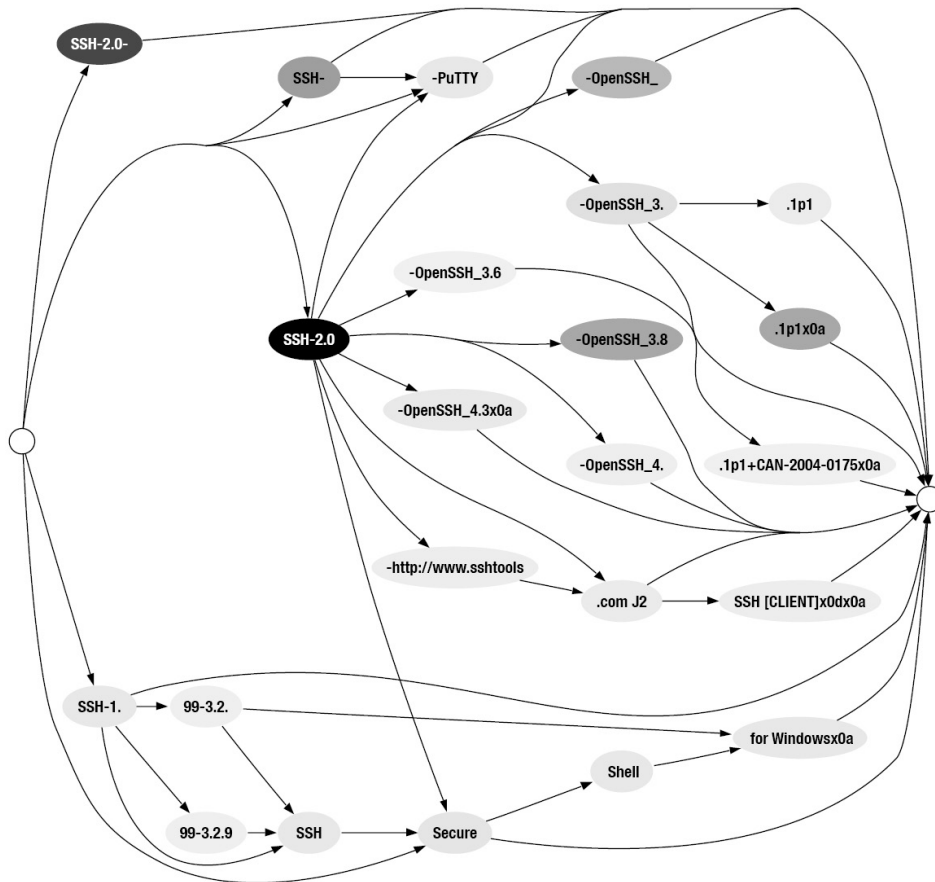 SSH-2.0-
SSH-
-PuTTY
-OpenSSH_
-OpenSSH_3.
.1p1
-OpenSSH_3.6
SSH-2.0
-OpenSSH_3.8
.1p1x0a
-OpenSSH_4.3x0a
-OpenSSH_4.
.1p1+CAN-2004-0175x0a
-http://www.sshtools
.com J2
SSH [CLIENT]x0dx0a
SSH-1.
99-3.2.
for Windowsx0a
Shell
99-3.2.9
SSH
Secure